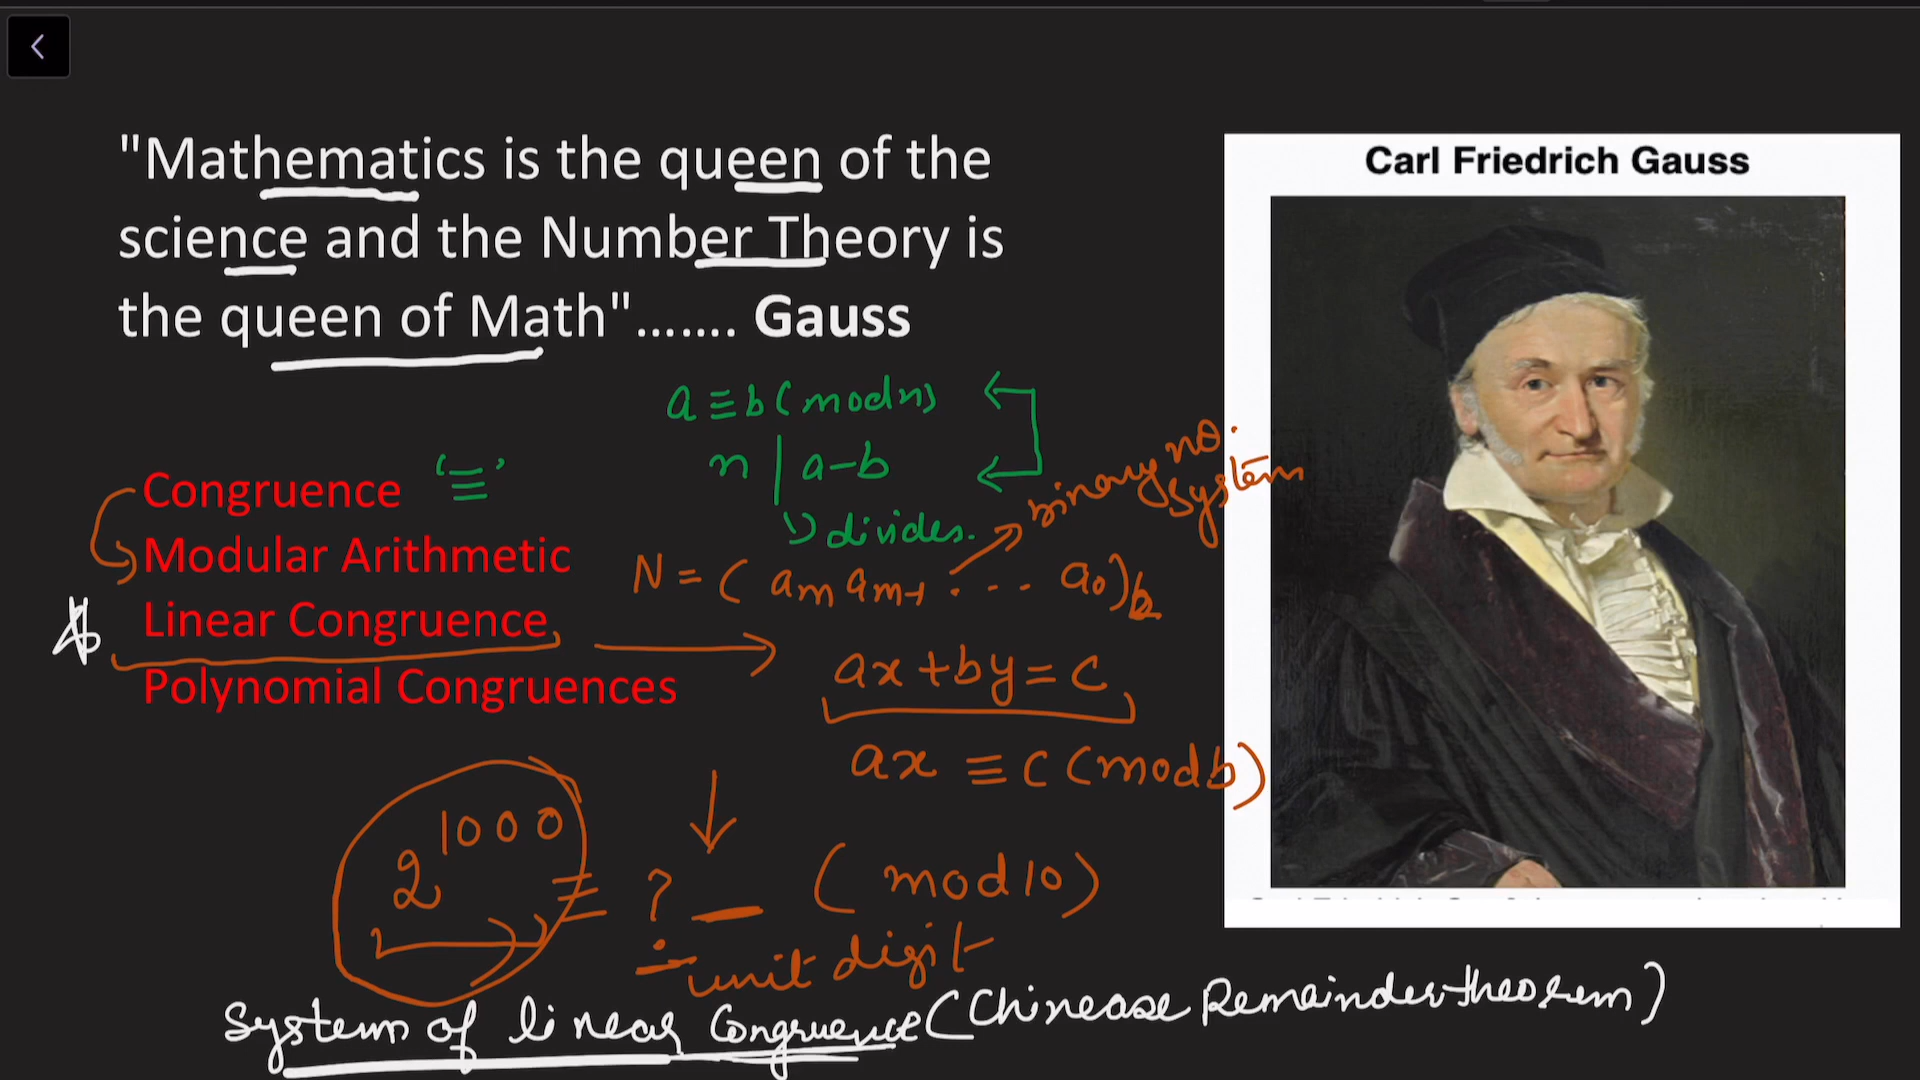 "Mathematics is the queen of the
science and the Number Theory is
the queen of Math"....... Gauss
Carl Friedrich Gauss
a ≡ b (mod n)
n | a-b
divides.
Congruence '≡'
Modular Arithmetic
Linear Congruence
Polynomial Congruences
binary no.
system
N = ( am am-1 . . . . a0)b
ax + by = c
ax ≡ c (mod b)
2^1000 ≡ ? _ (mod 10)
unit digit
System of linear Congruence (Chinease Remainder theorem)